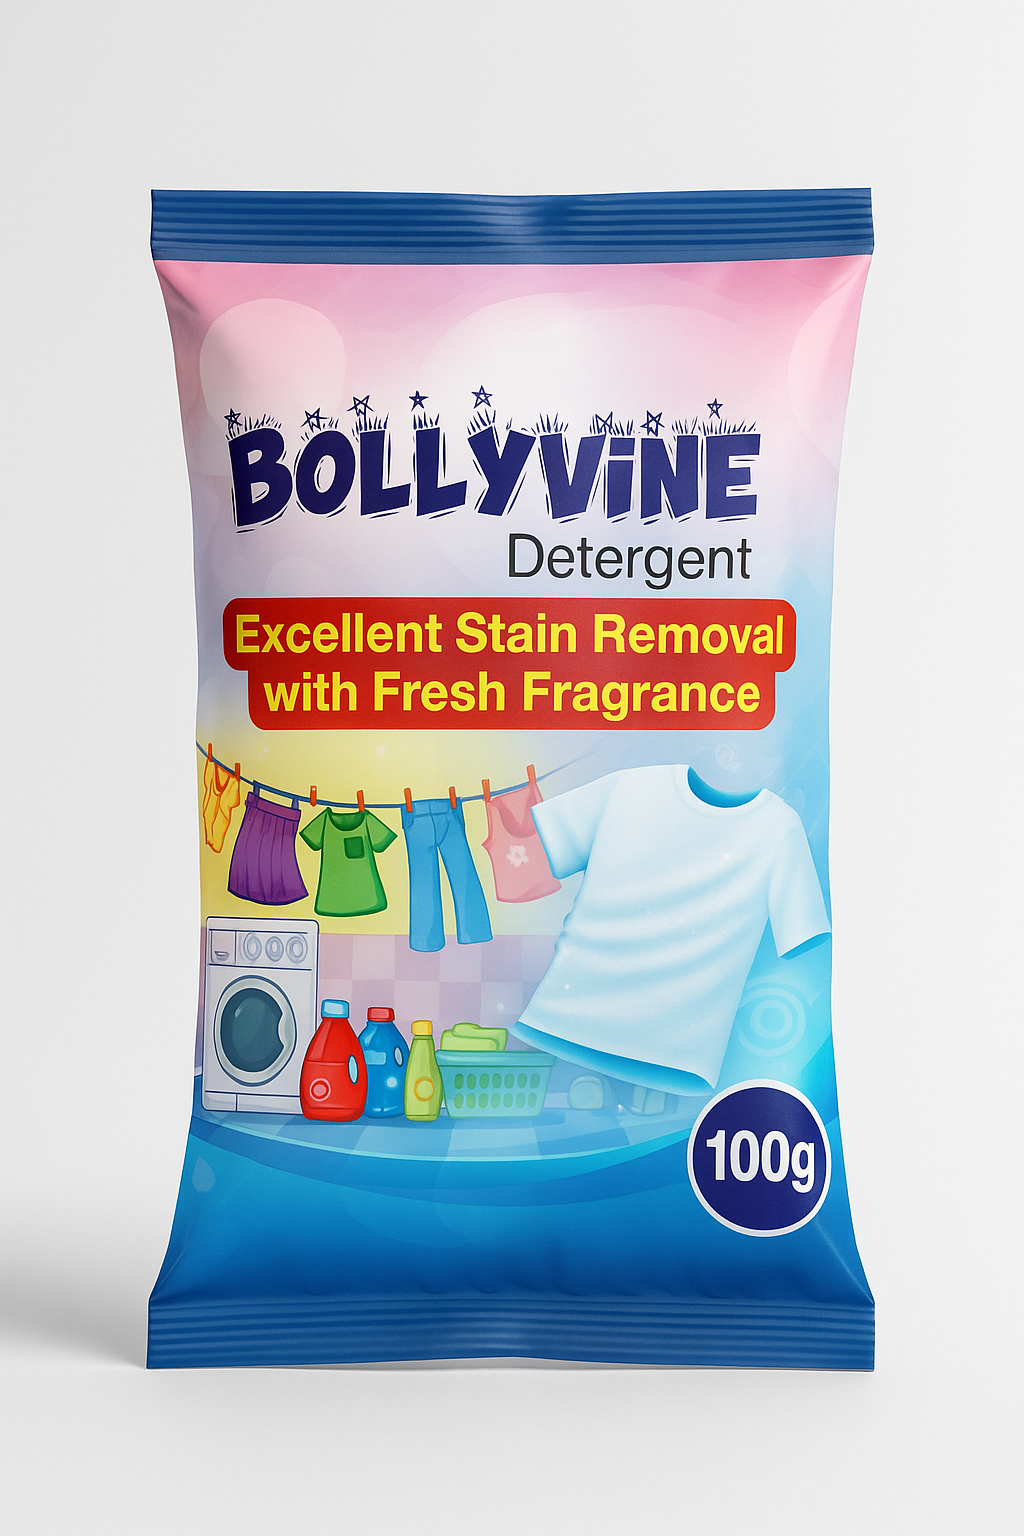 BOLLYVINE
Detergent
Excellent Stain Removal
with Fresh Fragrance
100g